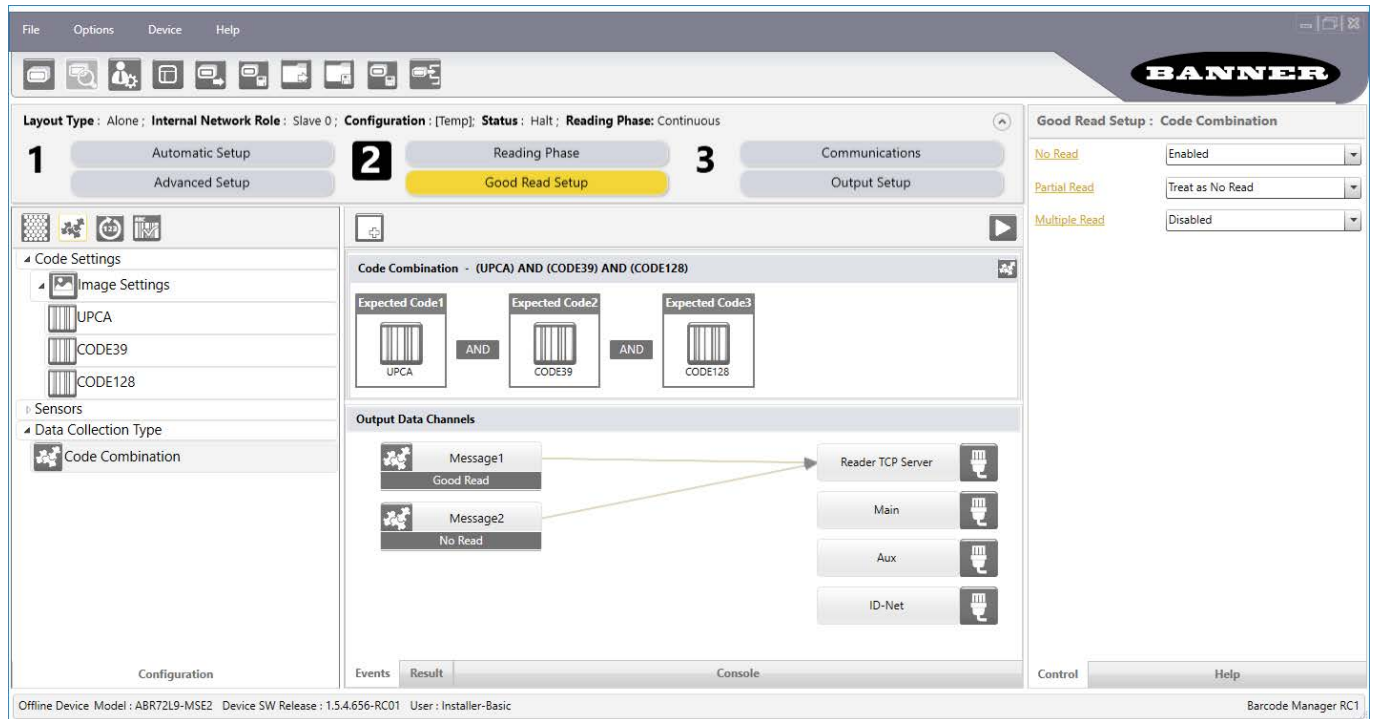 File Options Device Help
BANNER
Layout Type : Alone ; Internal Network Role : Slave 0 ; Configuration : [Temp]; Status : Halt ; Reading Phase: Continuous
1
Automatic Setup
Advanced Setup
2
Reading Phase
Good Read Setup
3
Communications
Output Setup
Code Settings
Image Settings
UPCA
CODE39
CODE128
Sensors
Data Collection Type
Code Combination
Configuration
Code Combination - (UPCA) AND (CODE39) AND (CODE128)
Expected Code1 Expected Code2 Expected Code3
AND AND
UPCA CODE39 CODE128
Output Data Channels
Message1
Good Read
Message2
No Read
Reader TCP Server
Main
Aux
ID-Net
Events Result Console
Good Read Setup : Code Combination
No Read Enabled
Partial Read Treat as No Read
Multiple Read Disabled
Control Help
Offline Device Model : ABR72L9-MSE2 Device SW Release : 1.5.4.656-RC01 User : Installer-Basic
Barcode Manager RC1